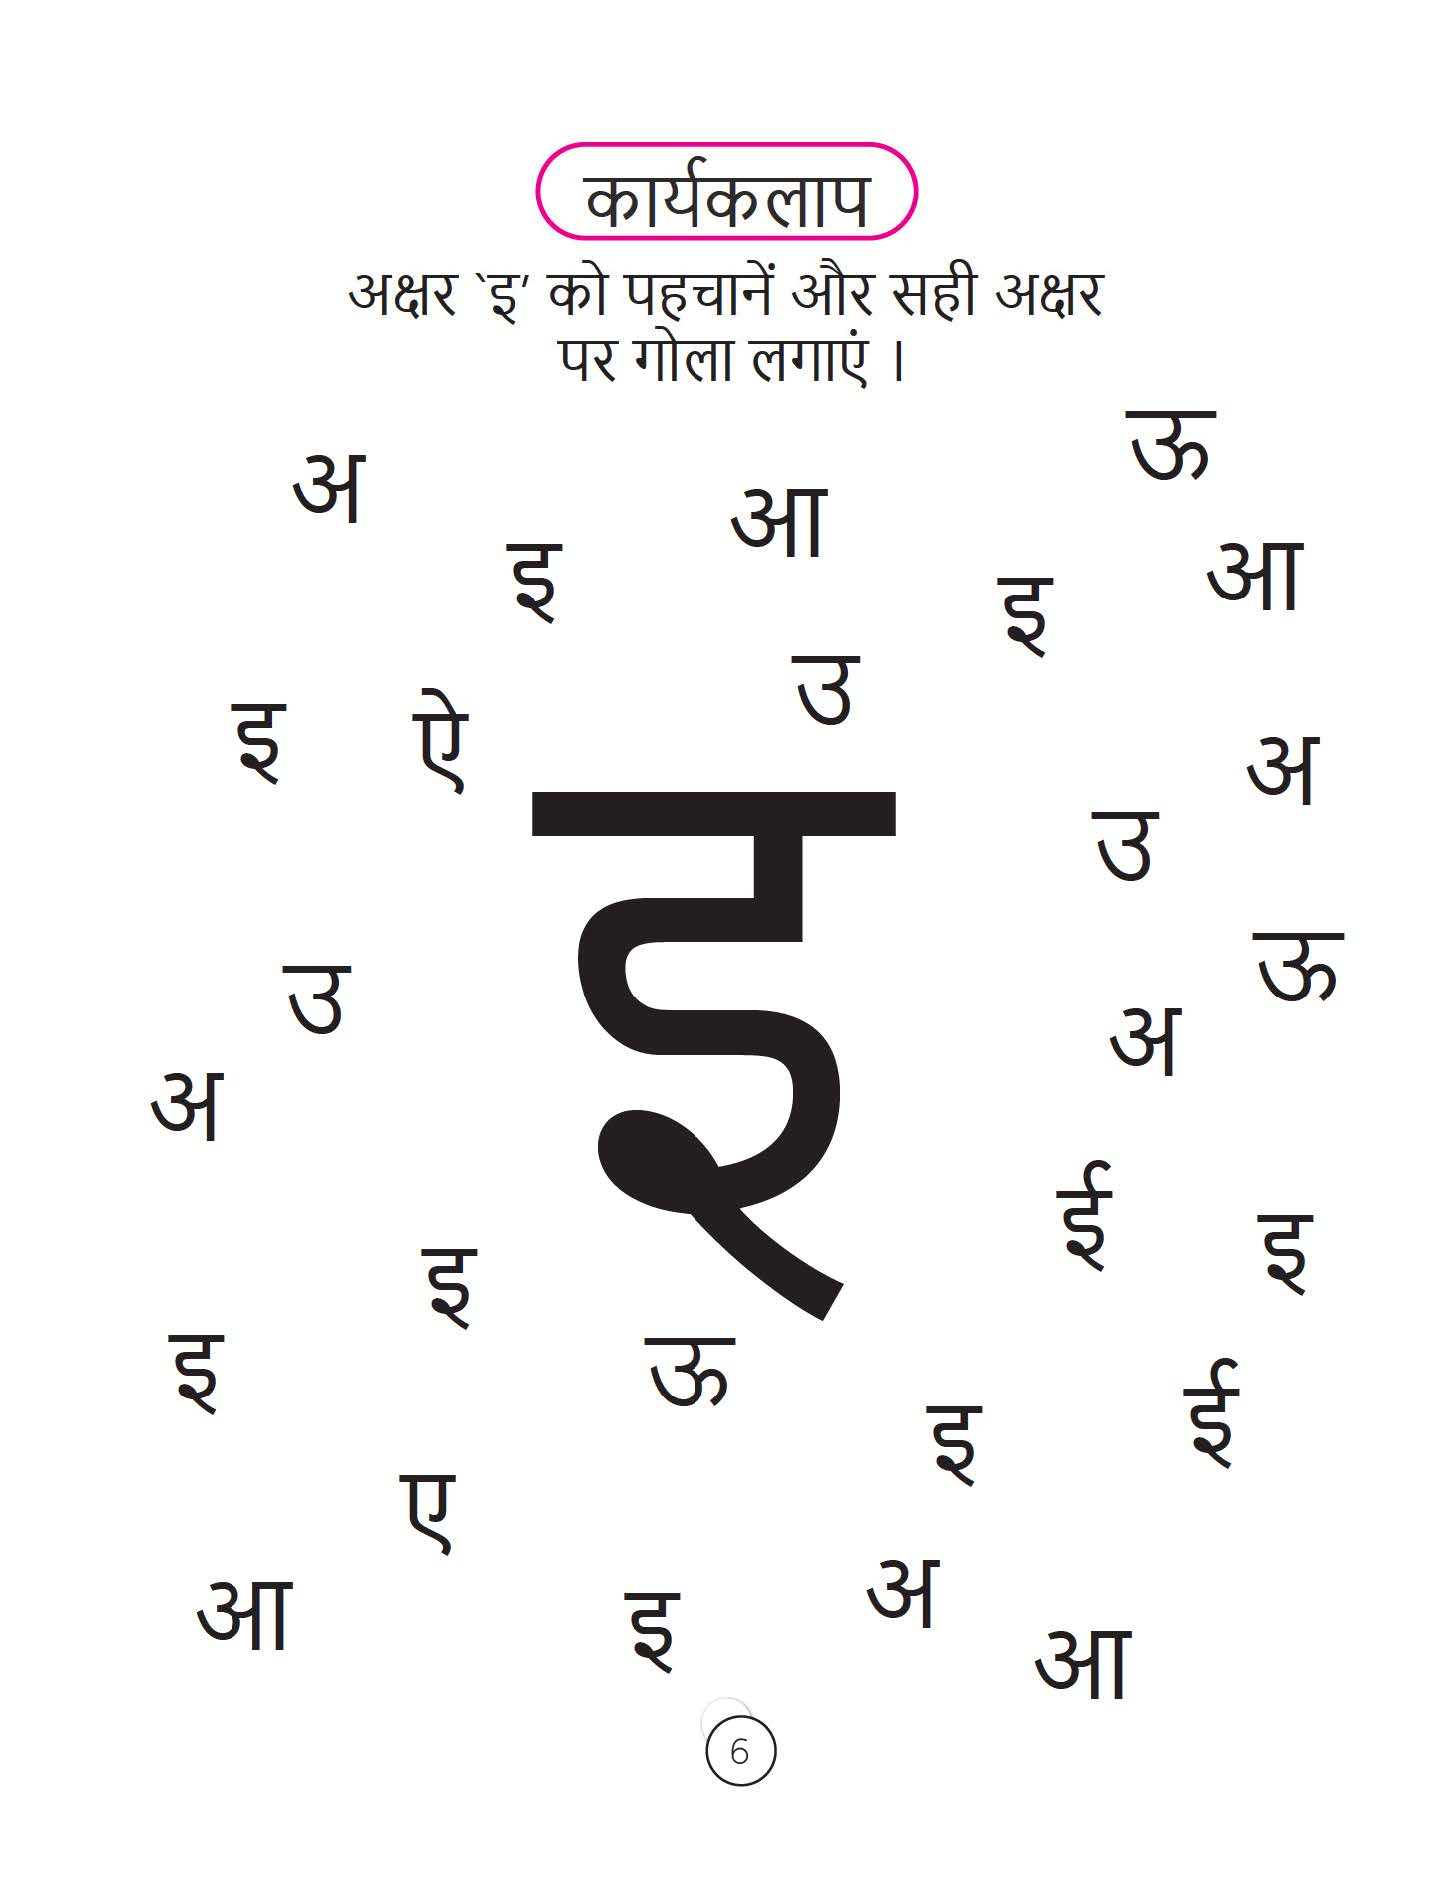 कार्यकलाप
अक्षर `इ’ को पहचानें और सही अक्षर
पर गोला लगाएं ।
ऊ
अ
आ
इ
आ
इ
उ
इ
ऐ
अ
उ
इ
ऊ
उ
अ
अ
ई
इ
इ
इ
ऊ
ई
इ
ए
अ
आ
इ
आ
6